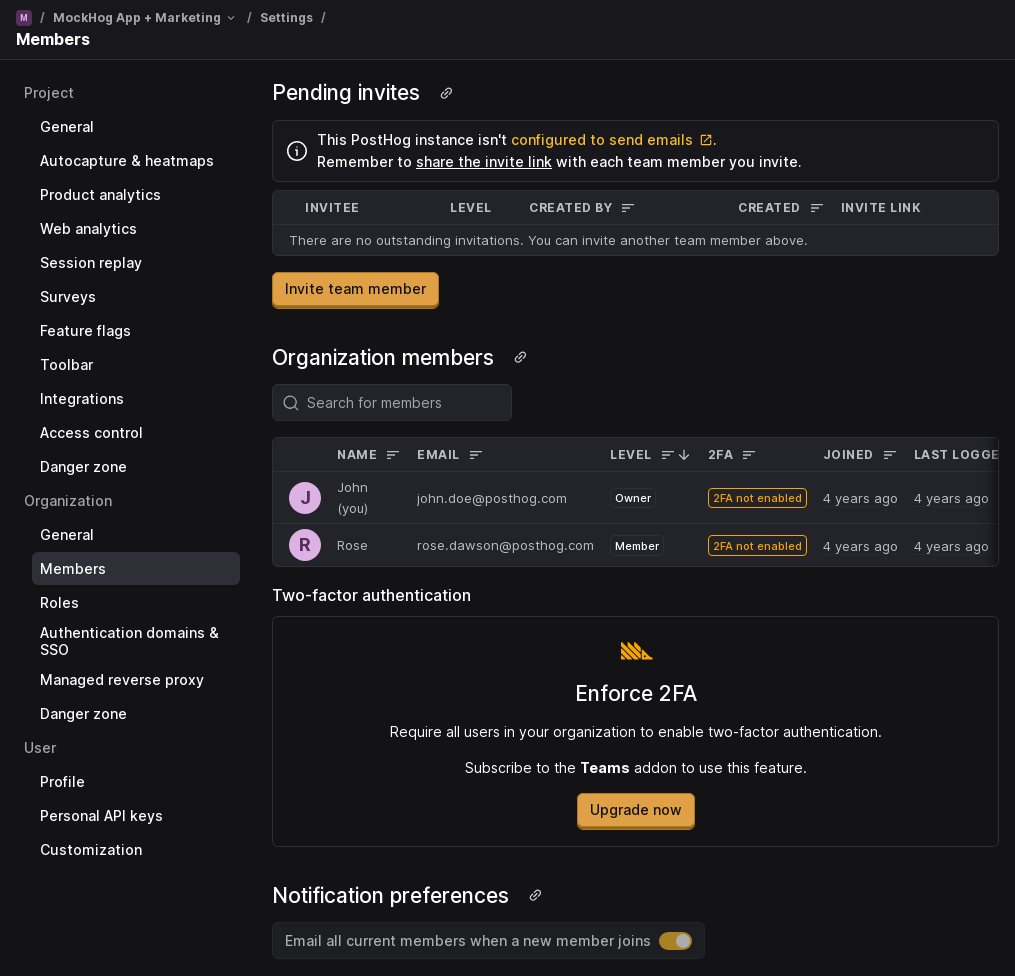 M / MockHog App + Marketing / Settings /
Members
Project
General
Autocapture & heatmaps
Product analytics
Web analytics
Session replay
Surveys
Feature flags
Toolbar
Integrations
Access control
Danger zone
Organization
General
Members
Roles
Authentication domains &
SSO
Managed reverse proxy
Danger zone
User
Profile
Personal API keys
Customization
Pending invites
This PostHog instance isn't configured to send emails .
Remember to share the invite link with each team member you invite.
INVITEE LEVEL CREATED BY CREATED INVITE LINK
There are no outstanding invitations. You can invite another team member above.
Invite team member
Organization members
Search for members
NAME EMAIL LEVEL 2FA JOINED LAST LOGGE
J John (you) john.doe@posthog.com Owner 2FA not enabled 4 years ago 4 years ago
R Rose rose.dawson@posthog.com Member 2FA not enabled 4 years ago 4 years ago
Two-factor authentication
Enforce 2FA
Require all users in your organization to enable two-factor authentication.
Subscribe to the Teams addon to use this feature.
Upgrade now
Notification preferences
Email all current members when a new member joins